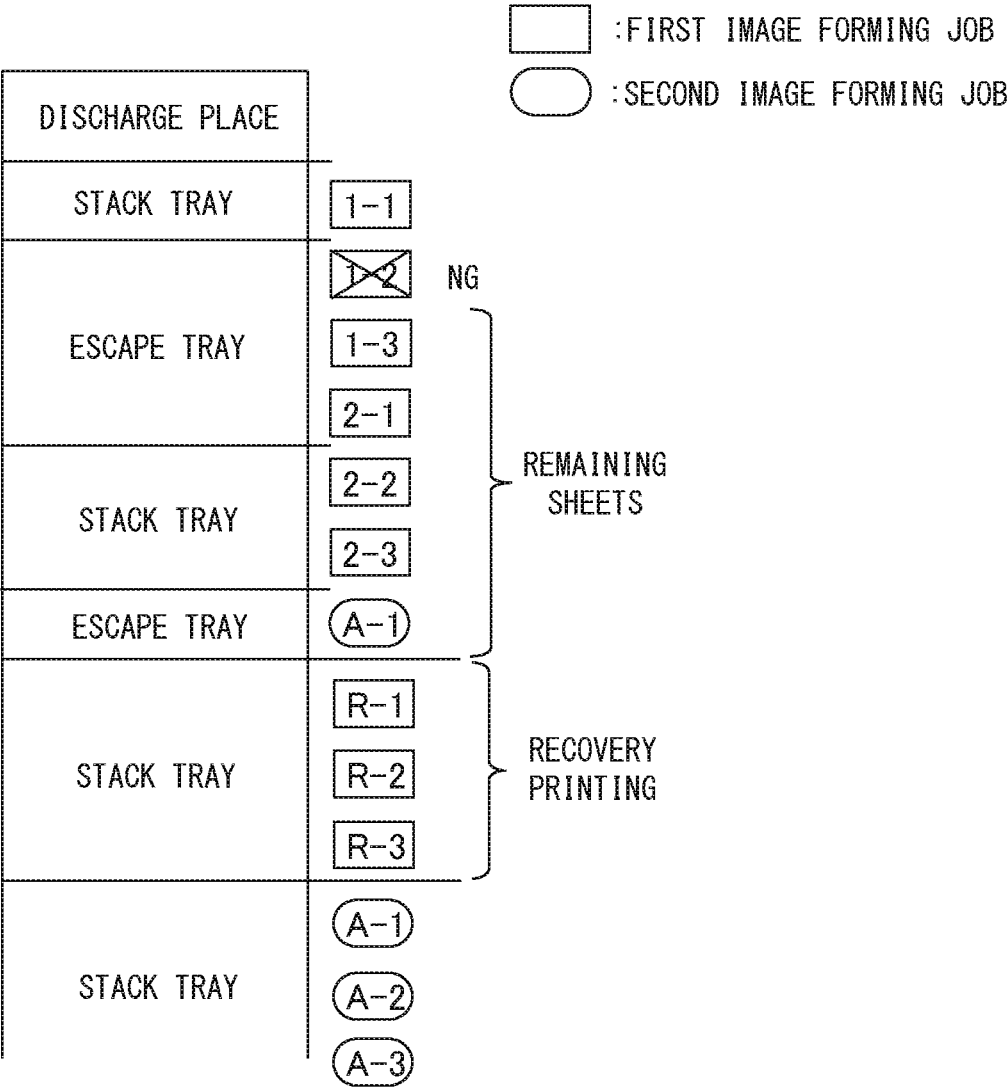 :FIRST IMAGE FORMING JOB
:SECOND IMAGE FORMING JOB
DISCHARGE PLACE
STACK TRAY
1-1
ESCAPE TRAY
1-2 NG
1-3
2-1
STACK TRAY
2-2
2-3
REMAINING
SHEETS
ESCAPE TRAY
A-1
STACK TRAY
R-1
R-2
R-3
RECOVERY
PRINTING
STACK TRAY
A-1
A-2
A-3